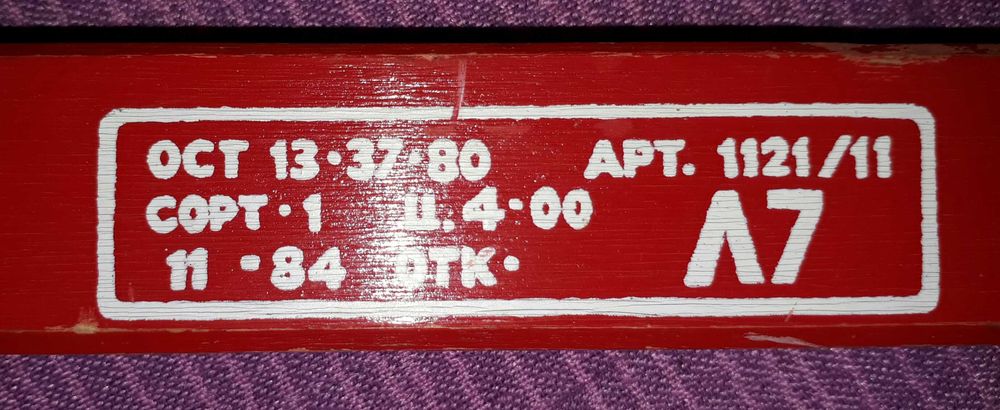 ОСТ 13·37·80 АРТ. 1121/11
СОРТ·1 Ц. 4-00
11 ·84 ОТК· Л7